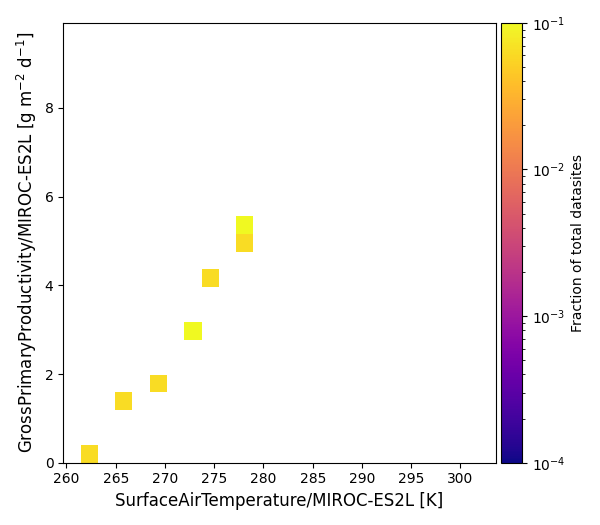 GrossPrimaryProductivity/MIROC-ES2L [g m⁻² d⁻¹]
8
6
4
2
0
260 265 270 275 280 285 290 295 300
SurfaceAirTemperature/MIROC-ES2L [K]
10⁻¹
10⁻²
10⁻³
10⁻⁴
Fraction of total datasites